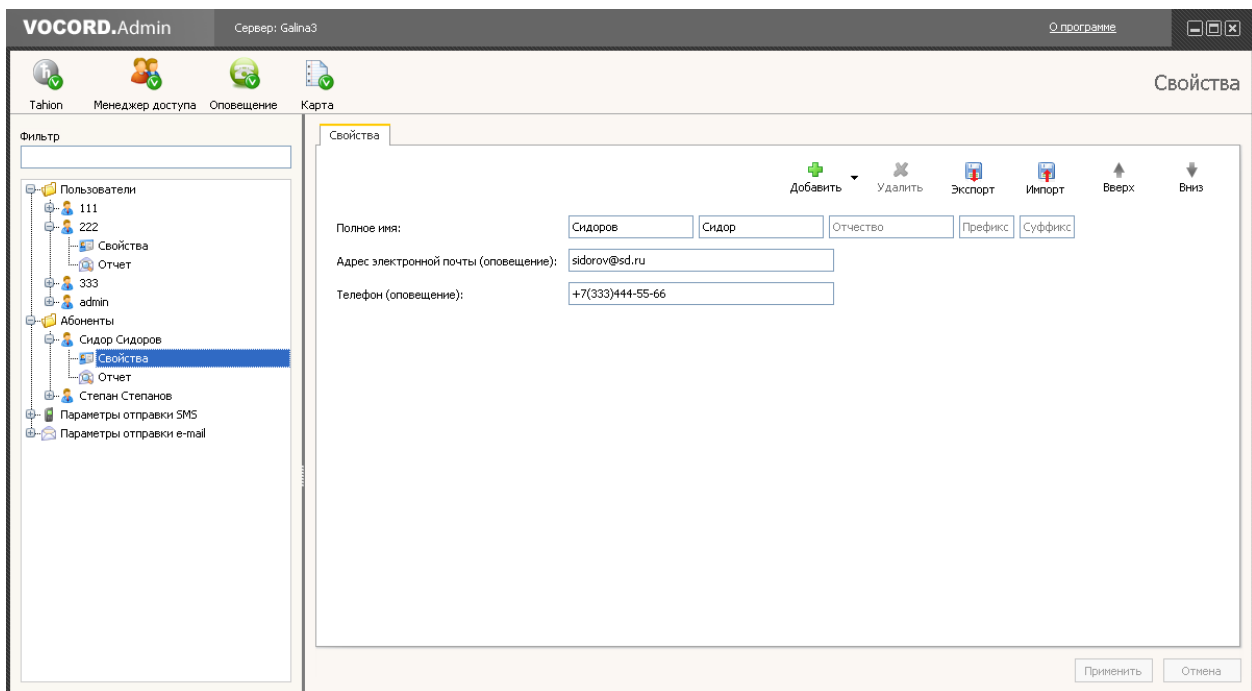 VOCORD.Admin Сервер: Galina3 О программе
Tahion Менеджер доступа Оповещение Карта Свойства
Фильтр
Пользователи
111
222
Свойства
Отчет
333
admin
Абоненты
Сидор Сидоров
Свойства
Отчет
Степан Степанов
Параметры отправки SMS
Параметры отправки e-mail
Свойства
Добавить Удалить Экспорт Импорт Вверх Вниз
Полное имя: Сидоров Сидор Отчество Префикс Суффикс
Адрес электронной почты (оповещение): sidorov@sd.ru
Телефон (оповещение): +7(333)444-55-66
Применить Отмена